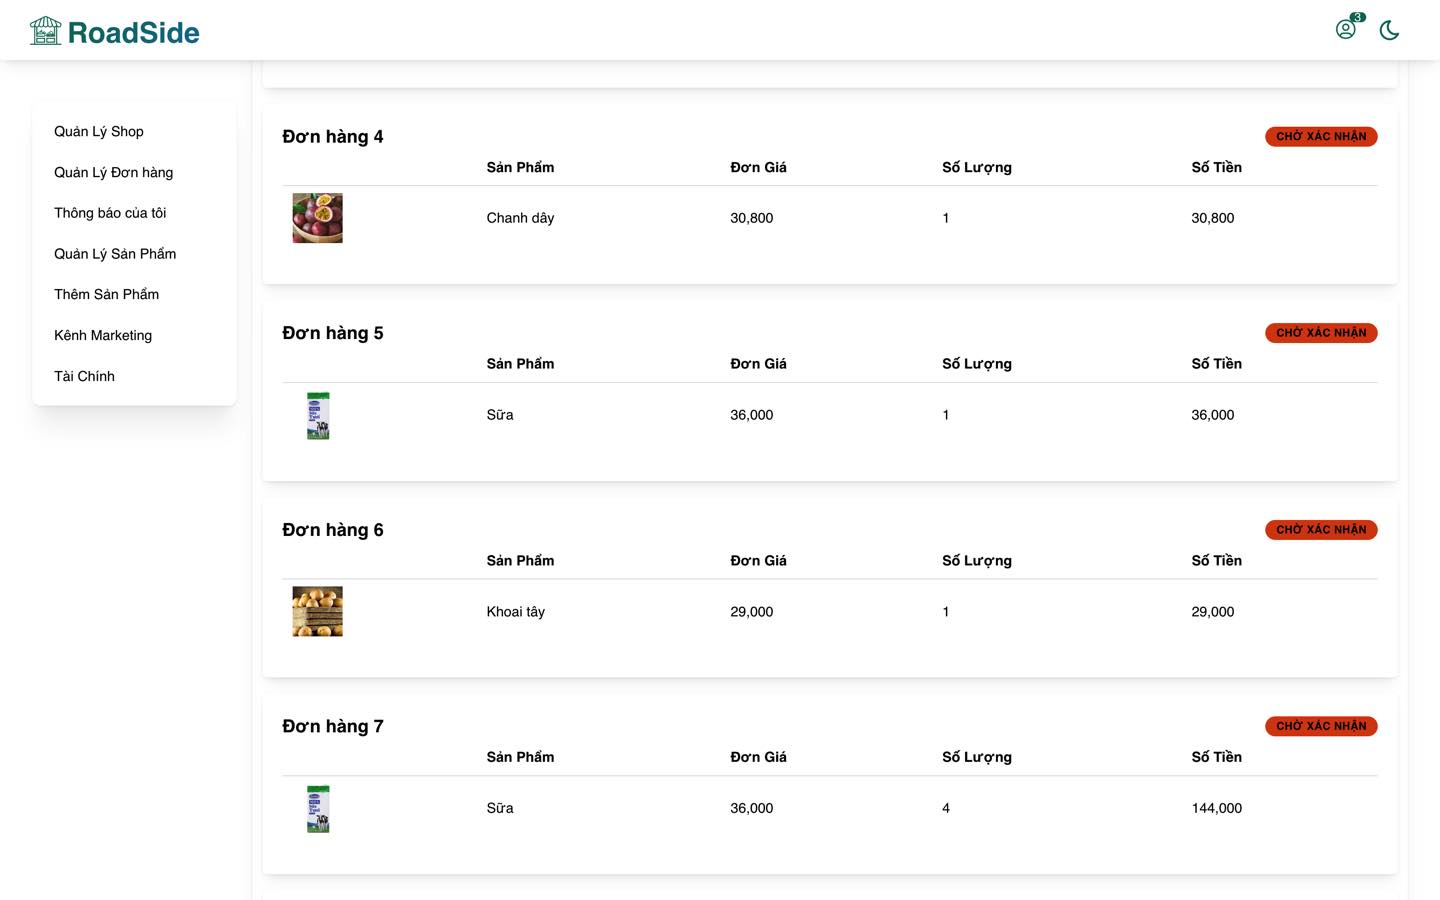 RoadSide
3
Quản Lý Shop
Quản Lý Đơn hàng
Thông báo của tôi
Quản Lý Sản Phẩm
Thêm Sản Phẩm
Kênh Marketing
Tài Chính
Đơn hàng 4
CHỜ XÁC NHẬN
Sản Phẩm Đơn Giá Số Lượng Số Tiền
Chanh dây 30,800 1 30,800
Đơn hàng 5
CHỜ XÁC NHẬN
Sản Phẩm Đơn Giá Số Lượng Số Tiền
Sữa 36,000 1 36,000
Đơn hàng 6
CHỜ XÁC NHẬN
Sản Phẩm Đơn Giá Số Lượng Số Tiền
Khoai tây 29,000 1 29,000
Đơn hàng 7
CHỜ XÁC NHẬN
Sản Phẩm Đơn Giá Số Lượng Số Tiền
Sữa 36,000 4 144,000